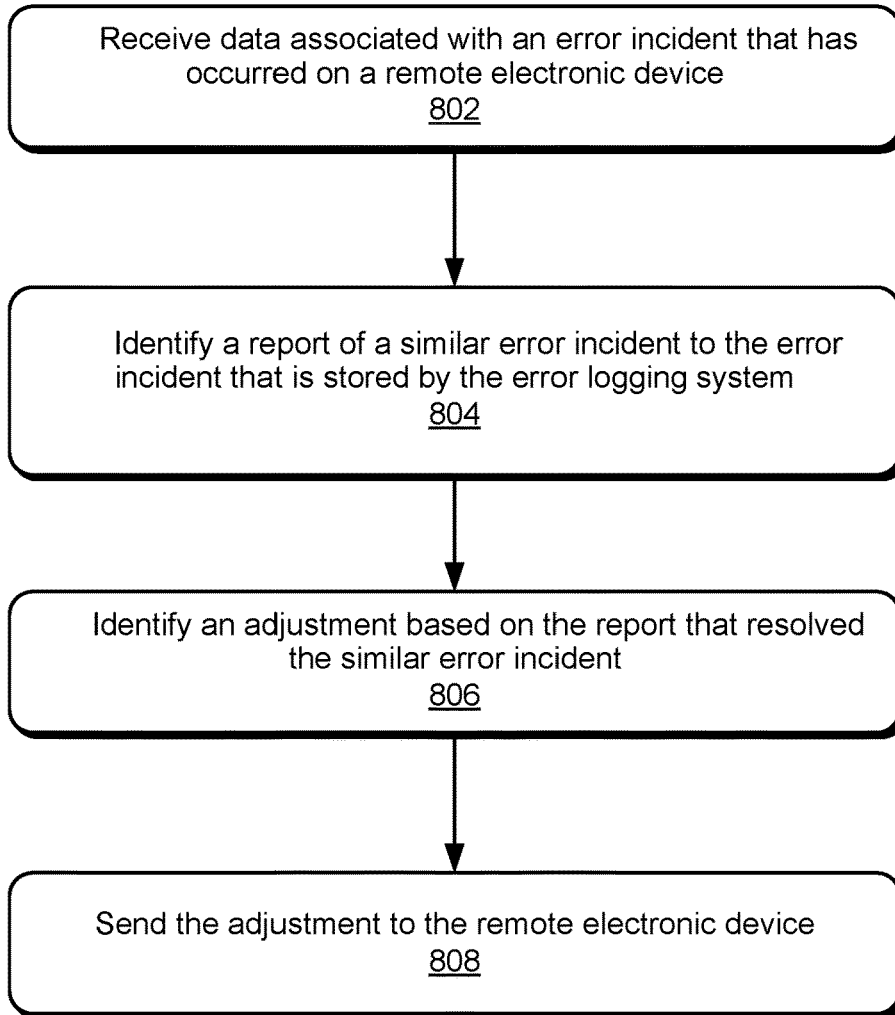 Receive data associated with an error incident that has
occurred on a remote electronic device
802
Identify a report of a similar error incident to the error
incident that is stored by the error logging system
804
Identify an adjustment based on the report that resolved
the similar error incident
806
Send the adjustment to the remote electronic device
808